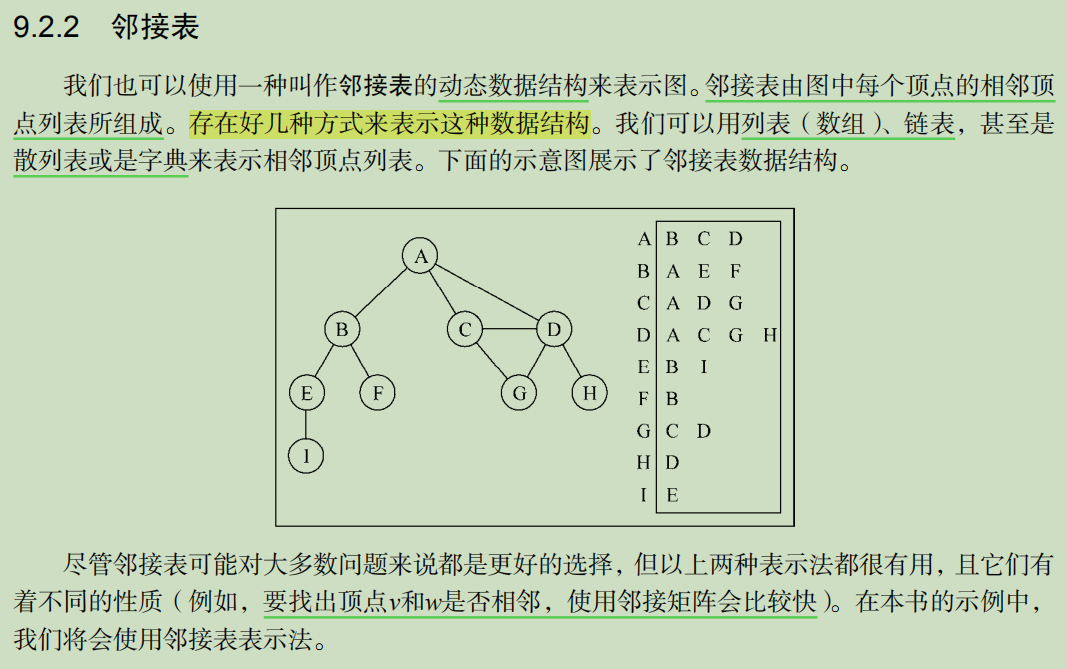 9.2.2 邻接表
我们也可以使用一种叫作邻接表的动态数据结构来表示图。邻接表由图中每个顶点的相邻顶
点列表所组成。存在好几种方式来表示这种数据结构。我们可以用列表（数组）、链表，甚至是
散列表或是字典来表示相邻顶点列表。下面的示意图展示了邻接表数据结构。
A
B C D
E F G H
I
A B C D
B A E F
C A D G
D A C G H
E B I
F B
G C D
H D
I E
尽管邻接表可能对大多数问题来说都是更好的选择，但以上两种表示法都很有用，且它们有
着不同的性质（例如，要找出顶点v和w是否相邻，使用邻接矩阵会比较快）。在本书的示例中，
我们将会使用邻接表表示法。